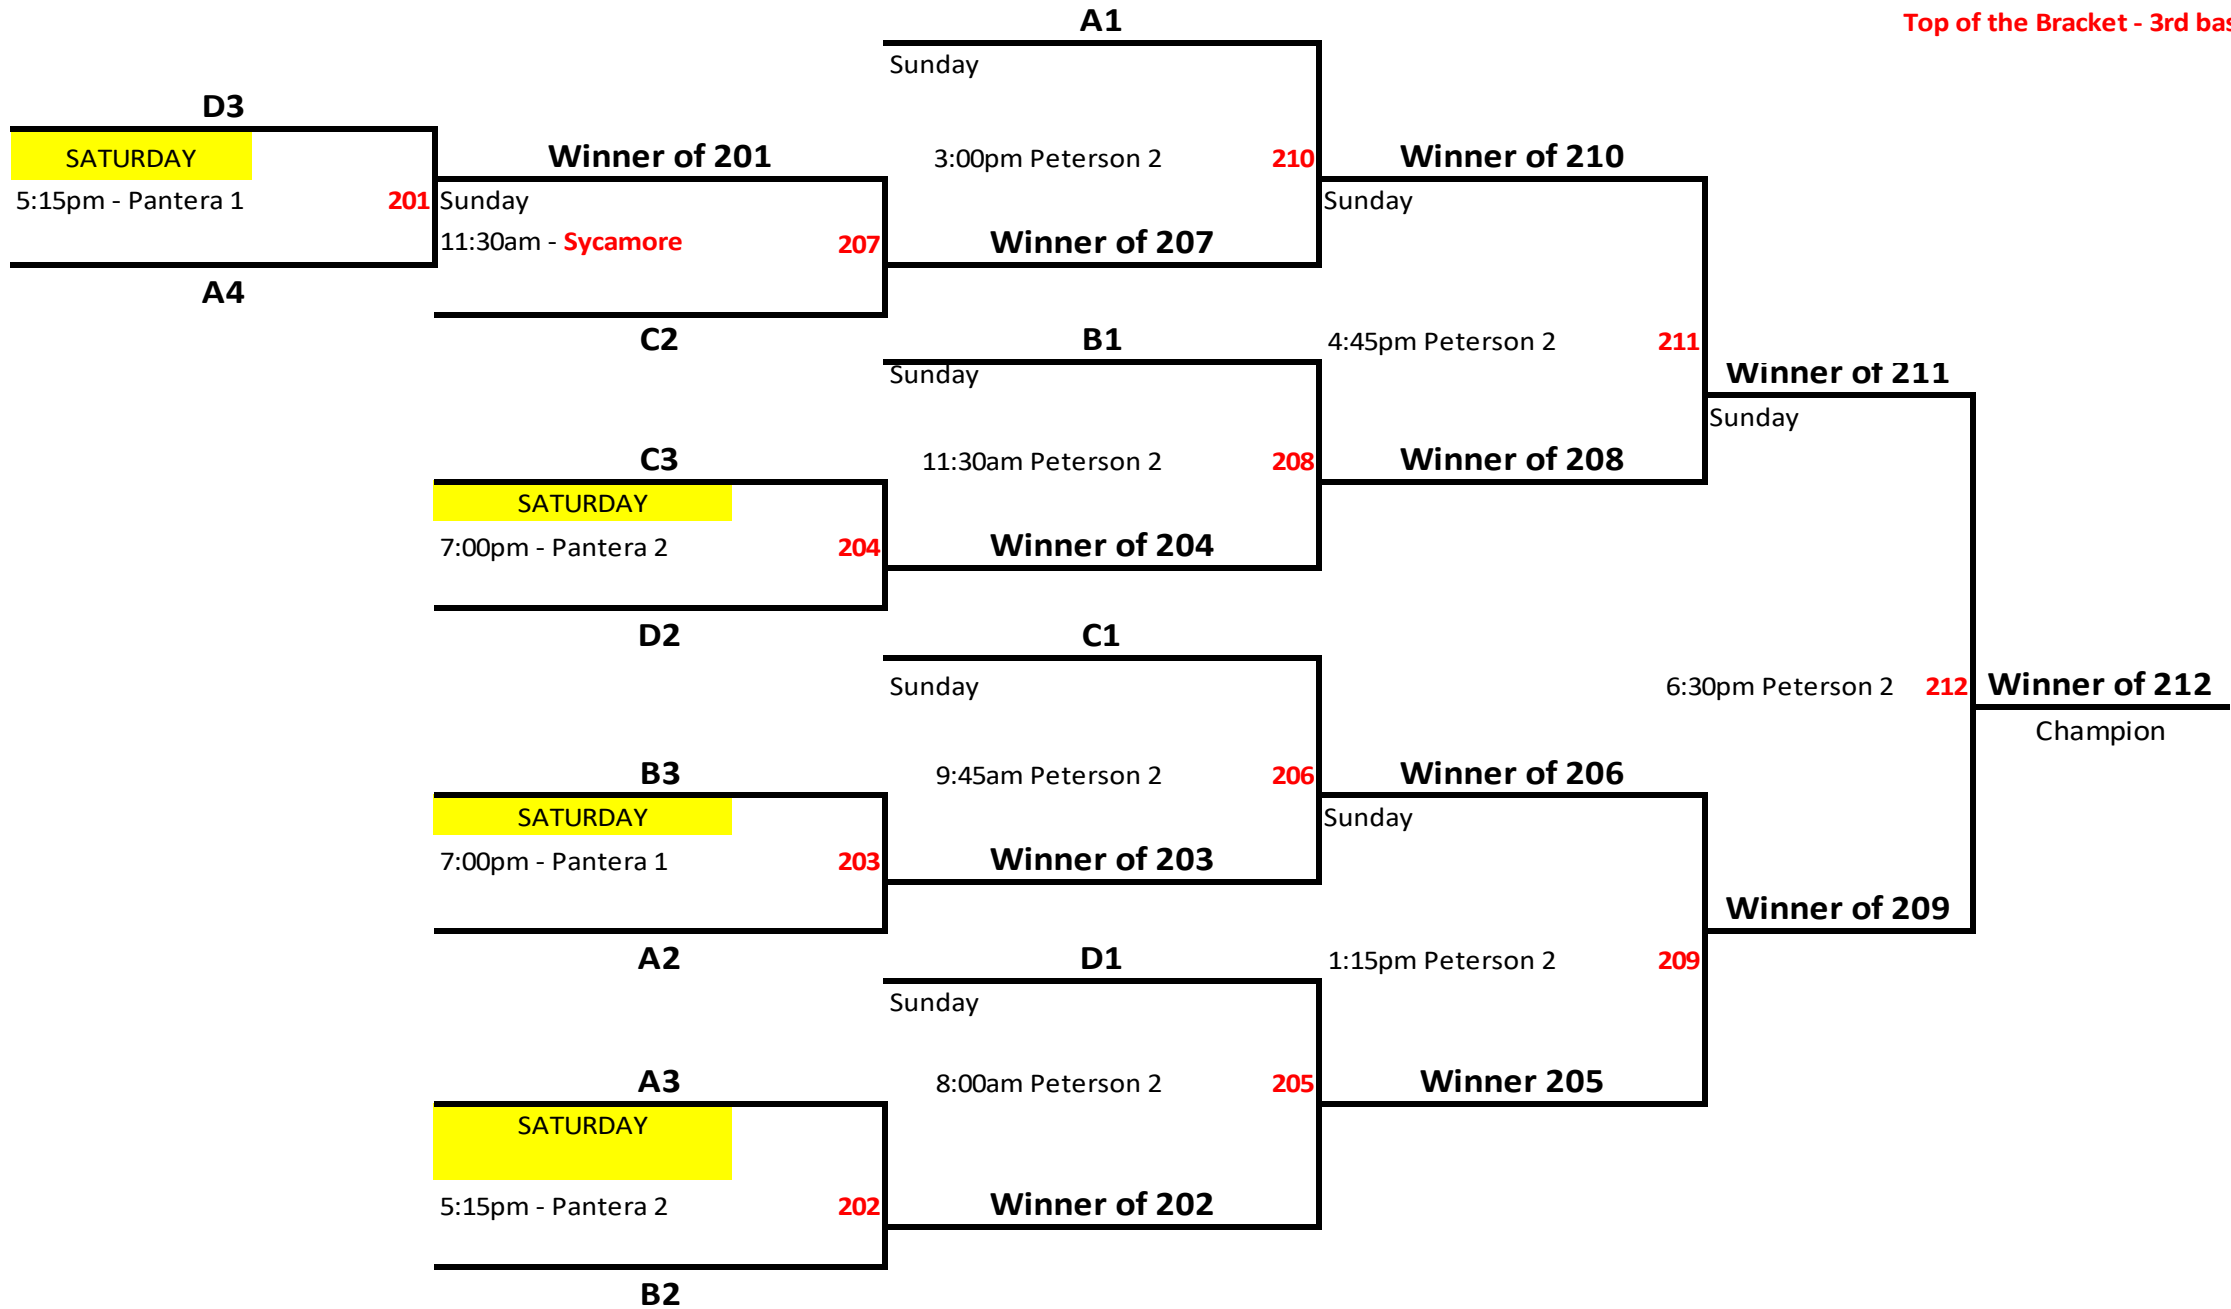 A1
Top of the Bracket - 3rd bas
Sunday
D3
SATURDAY
Winner of 201
3:00pm Peterson 2
210
Winner of 210
5:15pm - Pantera 1
201
Sunday
Sunday
11:30am - Sycamore
207
Winner of 207
A4
C2
B1
4:45pm Peterson 2
211
Sunday
Winner of 211
Sunday
C3
11:30am Peterson 2
208
Winner of 208
SATURDAY
7:00pm - Pantera 2
204
Winner of 204
D2
C1
Sunday
6:30pm Peterson 2
212
Winner of 212
Champion
B3
9:45am Peterson 2
206
Winner of 206
SATURDAY
Sunday
7:00pm - Pantera 1
203
Winner of 203
Winner of 209
A2
D1
1:15pm Peterson 2
209
Sunday
A3
8:00am Peterson 2
205
Winner 205
SATURDAY
5:15pm - Pantera 2
202
Winner of 202
B2